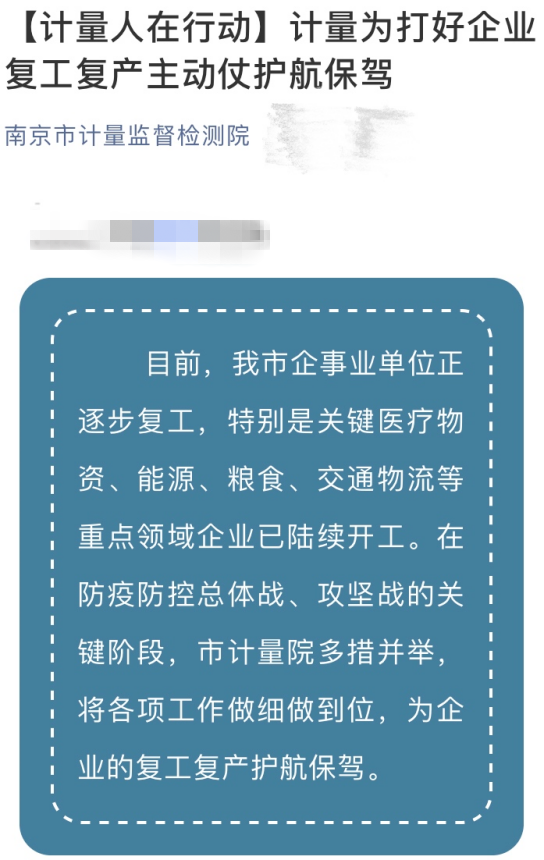 【计量人在行动】计量为打好企业
复工复产主动仗护航保驾
南京市计量监督检测院
目前，我市企事业单位正
逐步复工，特别是关键医疗物
资、能源、粮食、交通物流等
重点领域企业已陆续开工。在
防疫防控总体战、攻坚战的关
键阶段，市计量院多措并举，
将各项工作做细做到位，为企
业的复工复产护航保驾。